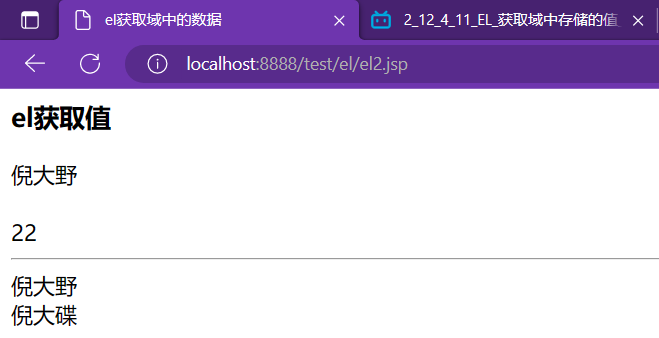 el获取域中的数据
2_12_4_11_EL_获取域中存储的值_
localhost:8888/test/el/el2.jsp
el获取值
倪大野
22
倪大野
倪大碟